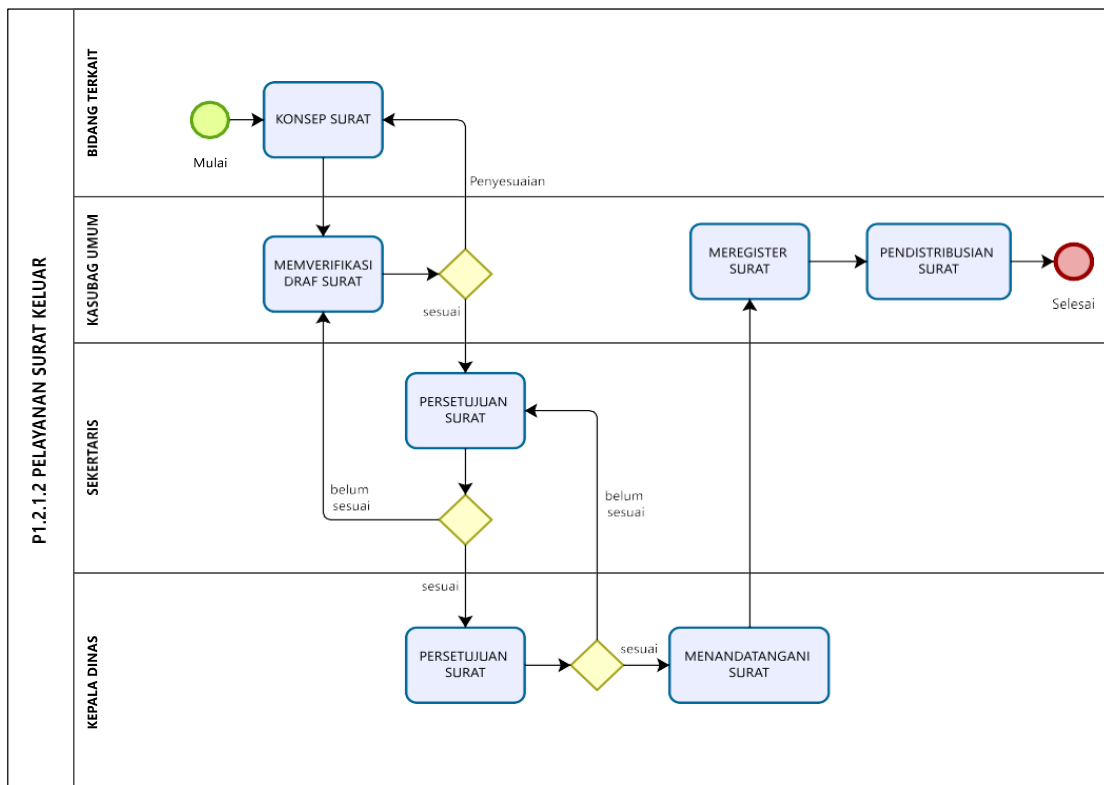 P1.2.1.2 PELAYANAN SURAT KELUAR
BIDANG TERKAIT
Mulai
KONSEP SURAT
Penyesuaian
KASUBAG UMUM
MEMVERIFIKASI
DRAF SURAT
sesuai
MEREGISTER
SURAT
PENDISTRIBUSIAN
SURAT
Selesai
SEKERTARIS
PERSETUJUAN
SURAT
belum
sesuai
belum
sesuai
KEPALA DINAS
sesuai
PERSETUJUAN
SURAT
sesuai
MENANDATANGANI
SURAT